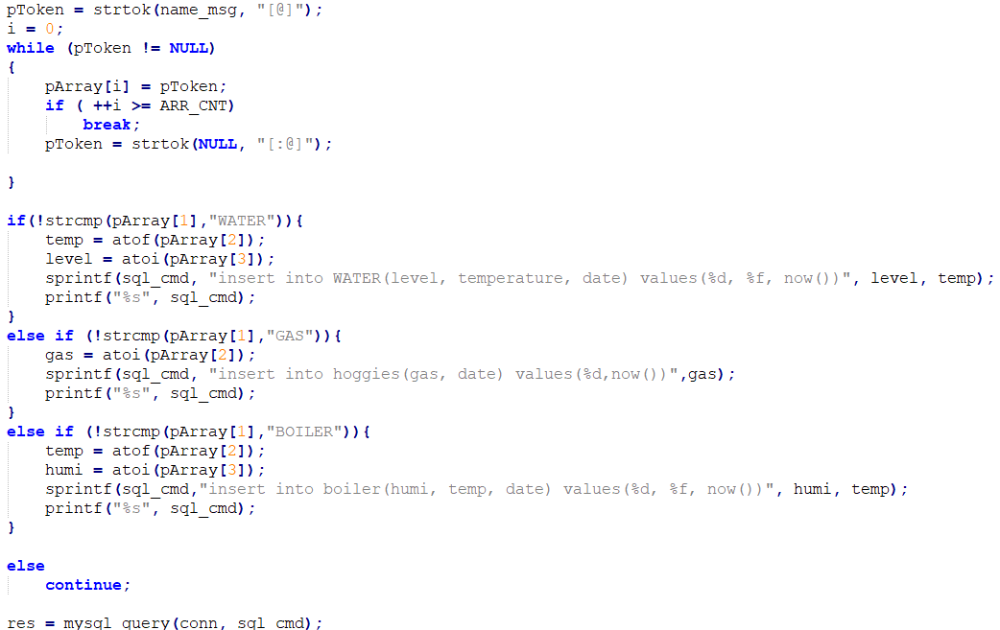 pToken = strtok(name_msg, "[@]");
i = 0;
while (pToken != NULL)
{
    pArray[i] = pToken;
    if ( ++i >= ARR_CNT)
        break;
    pToken = strtok(NULL, "[:@]");
}
if(!strcmp(pArray[1],"WATER")){
    temp = atof(pArray[2]);
    level = atoi(pArray[3]);
    sprintf(sql_cmd, "insert into WATER(level, temperature, date) values(%d, %f, now())", level, temp);
    printf("%s", sql_cmd);
}
else if (!strcmp(pArray[1],"GAS")){
    gas = atoi(pArray[2]);
    sprintf(sql_cmd, "insert into hoggies(gas, date) values(%d,now())",gas);
    printf("%s", sql_cmd);
}
else if (!strcmp(pArray[1],"BOILER")){
    temp = atof(pArray[2]);
    humi = atoi(pArray[3]);
    sprintf(sql_cmd,"insert into boiler(humi, temp, date) values(%d, %f, now())", humi, temp);
    printf("%s", sql_cmd);
}
else
    continue;
res = mysql_query(conn, sql_cmd);